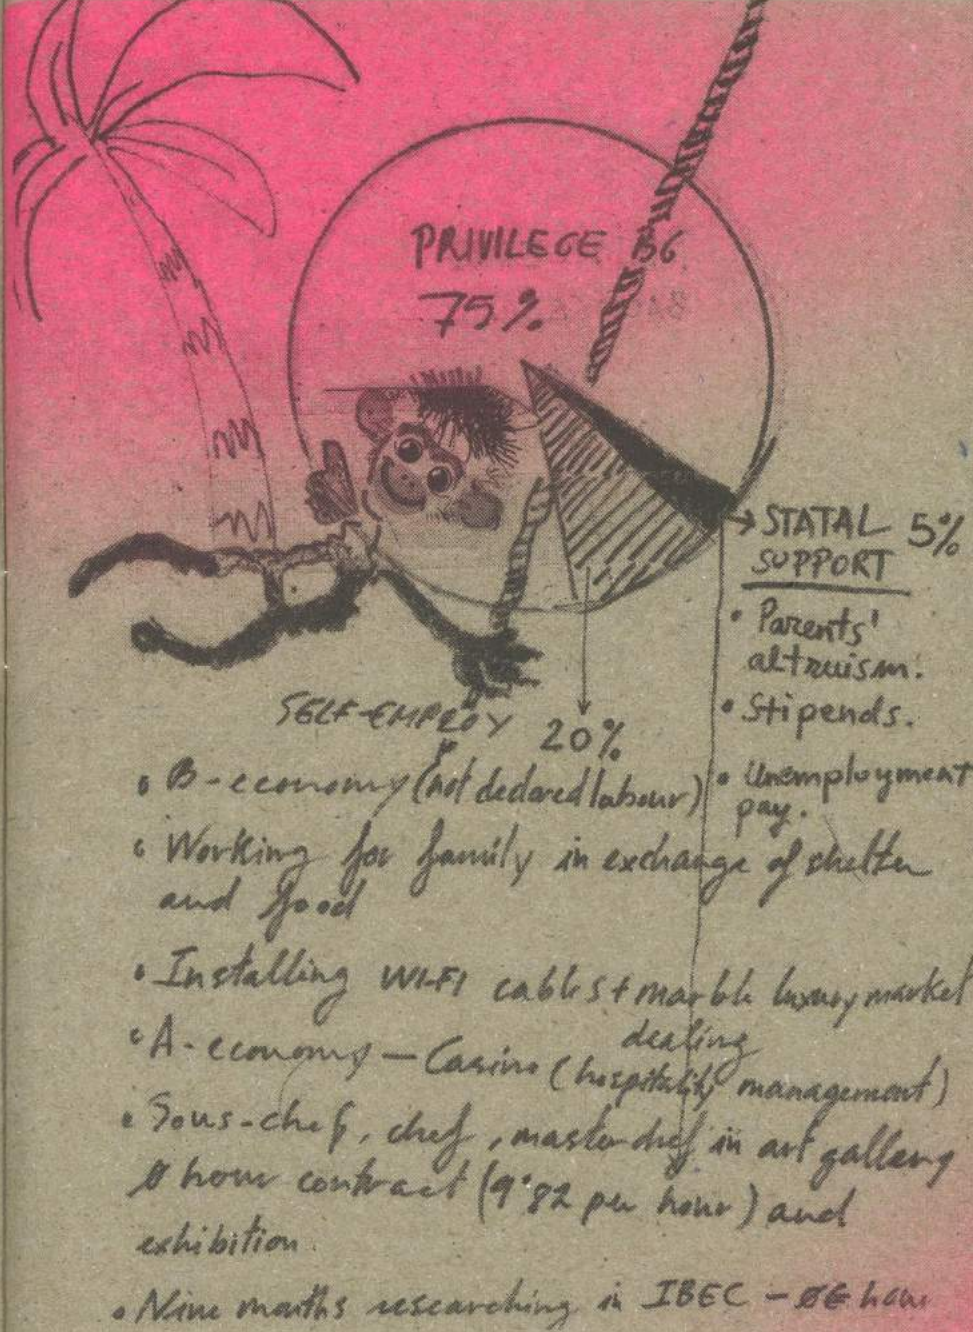 PRIVILEGE
75%
→ STATAL 5%
SUPPORT
• Parents'
altruism.
• Stipends.
• Unemployment
pay.
SELF-EMPLOY 20%
• B-economy (not declared labour)
• Working for family in exchange of shelter
and food
• Installing WI-FI cables + marble luxury market
dealing
• A-economy — Casino (hospitality management)
• Sous-chef, chef, masterchef in art gallery
0 hour contract (9'82 per hour) and
exhibition.
• Nine months researching in IBEC - 0€ hour